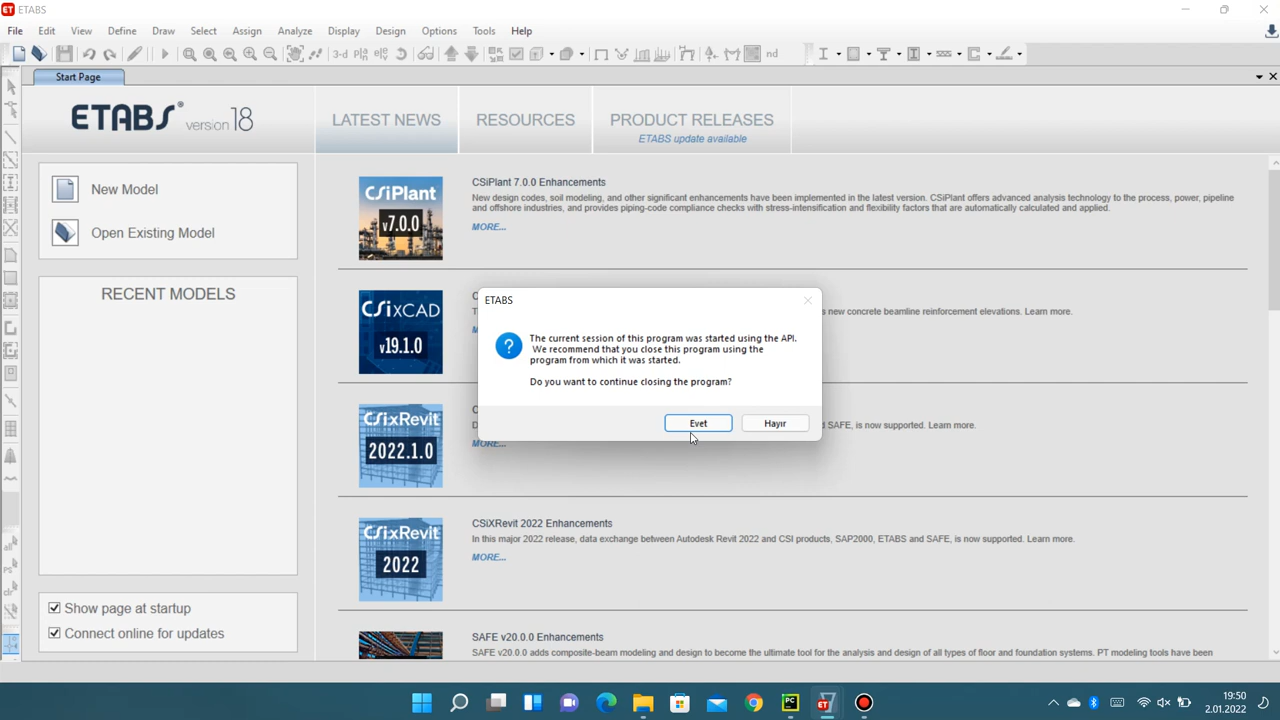 ETABS
File Edit View Define Draw Select Assign Analyze Display Design Options Tools Help
3-d pla ele nd
Start Page
ETABS® version 18
LATEST NEWS
RESOURCES
PRODUCT RELEASES
ETABS update available
New Model
Open Existing Model
RECENT MODELS
Show page at startup
Connect online for updates
CSiPlant
v7.0.0
CSiPlant 7.0.0 Enhancements
New design codes, soil modeling, and other significant enhancements have been implemented in the latest version. CSiPlant offers advanced analysis technology to the process, power, pipeline
and offshore industries, and provides piping-code compliance checks with stress-intensification and flexibility factors that are automatically calculated and applied.
MORE...
CSiXCAD
v19.1.0
new concrete beamline reinforcement elevations. Learn more.
ETABS
The current session of this program was started using the API.
We recommend that you close this program using the
program from which it was started.
Do you want to continue closing the program?
Evet
Hayır
CSiXRevit
2022.1.0
SAFE, is now supported. Learn more.
MORE...
CSiXRevit
2022
CSiXRevit 2022 Enhancements
In this major 2022 release, data exchange between Autodesk Revit 2022 and CSI products, SAP2000, ETABS and SAFE, is now supported. Learn more.
MORE...
SAFE v20.0.0 Enhancements
SAFE v20.0.0 adds composite-beam modeling and design to become the ultimate tool for the analysis and design of all types of floor and foundation systems. PT modeling tools have been
19:50
2.01.2022